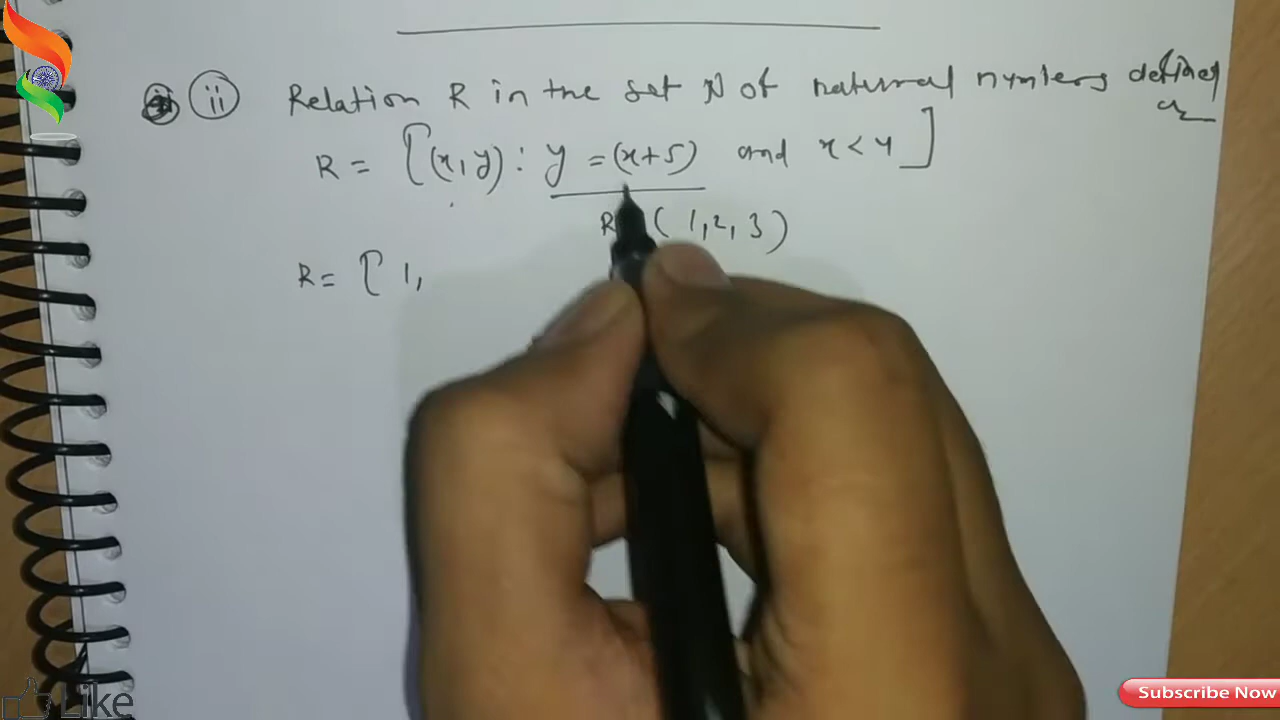 ii Relation R in the set N of natural numbers defined as
R = {(x,y): y = (x+5) and x < 4}
R (1, 2, 3)
R = { 1,
Like
Subscribe Now